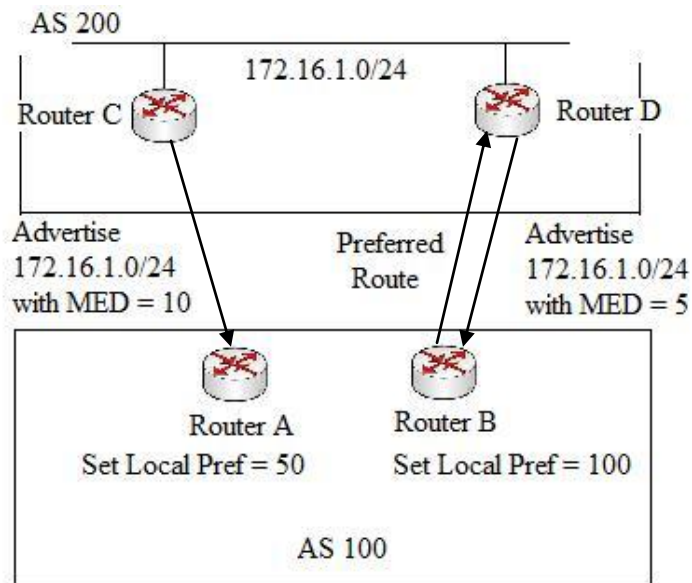 AS 200
172.16.1.0/24
Router C
Router D
Advertise
172.16.1.0/24
with MED = 10
Preferred
Route
Advertise
172.16.1.0/24
with MED = 5
Router A
Set Local Pref = 50
Router B
Set Local Pref = 100
AS 100